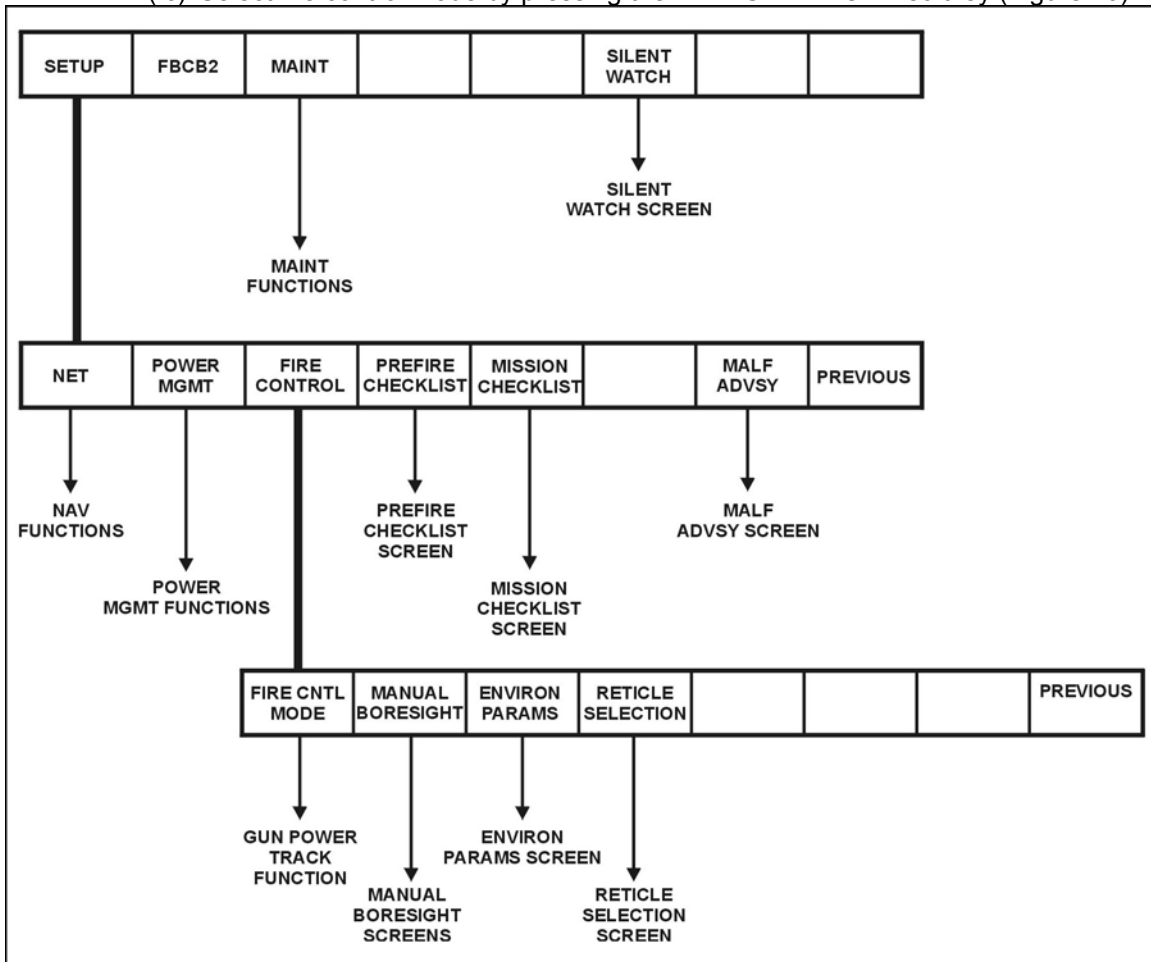 SETUP
FBCB2
MAINT
SILENT
WATCH
SILENT
WATCH SCREEN
MAINT
FUNCTIONS
NET
POWER
MGMT
FIRE
CONTROL
PREFIRE
CHECKLIST
MISSION
CHECKLIST
MALF
ADVSY
PREVIOUS
NAV
FUNCTIONS
POWER
MGMT FUNCTIONS
PREFIRE
CHECKLIST
SCREEN
MISSION
CHECKLIST
SCREEN
MALF
ADVSY SCREEN
FIRE CNTL
MODE
MANUAL
BORESIGHT
ENVIRON
PARAMS
RETICLE
SELECTION
PREVIOUS
GUN POWER
TRACK
FUNCTION
MANUAL
BORESIGHT
SCREENS
ENVIRON
PARAMS SCREEN
RETICLE
SELECTION
SCREEN